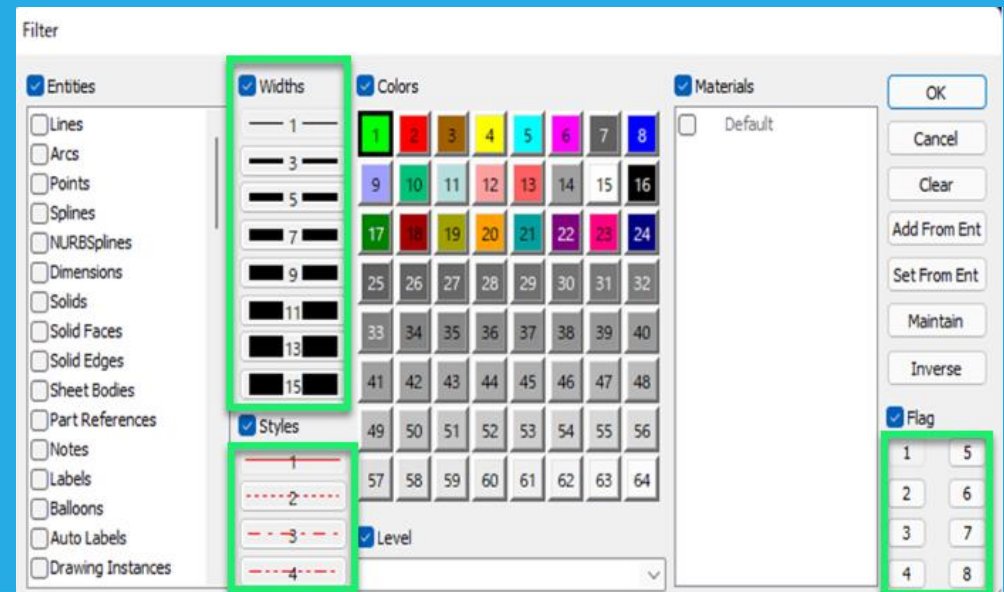 Filter
Entities
Lines
Arcs
Points
Splines
NURBSplines
Dimensions
Solids
Solid Faces
Solid Edges
Sheet Bodies
Part References
Notes
Labels
Balloons
Auto Labels
Drawing Instances
Widths
1
3
5
7
9
11
13
15
Styles
1
2
3
4
Colors
1 2 3 4 5 6 7 8
9 10 11 12 13 14 15 16
17 18 19 20 21 22 23 24
25 26 27 28 29 30 31 32
33 34 35 36 37 38 39 40
41 42 43 44 45 46 47 48
49 50 51 52 53 54 55 56
57 58 59 60 61 62 63 64
Level
Materials
Default
OK
Cancel
Clear
Add From Ent
Set From Ent
Maintain
Inverse
Flag
1 5
2 6
3 7
4 8